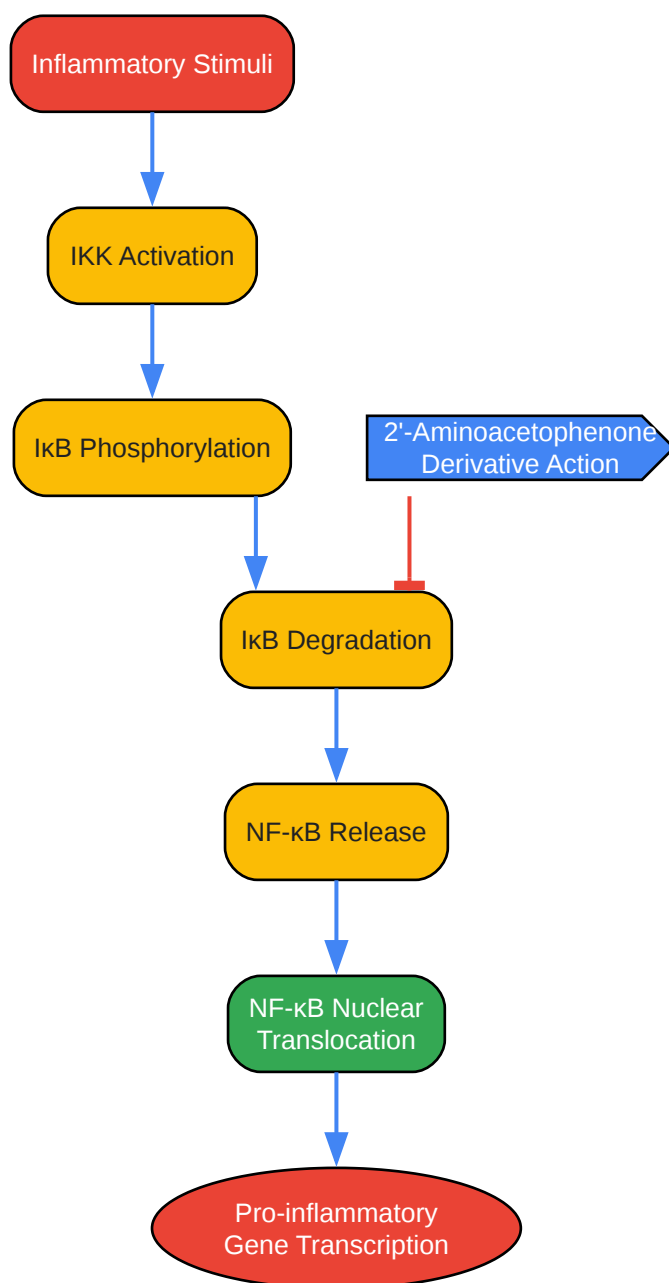 Inflammatory Stimuli
IKK Activation
IκB Phosphorylation
2'-Aminoacetophenone
Derivative Action
IκB Degradation
NF-κB Release
NF-κB Nuclear
Translocation
Pro-inflammatory
Gene Transcription